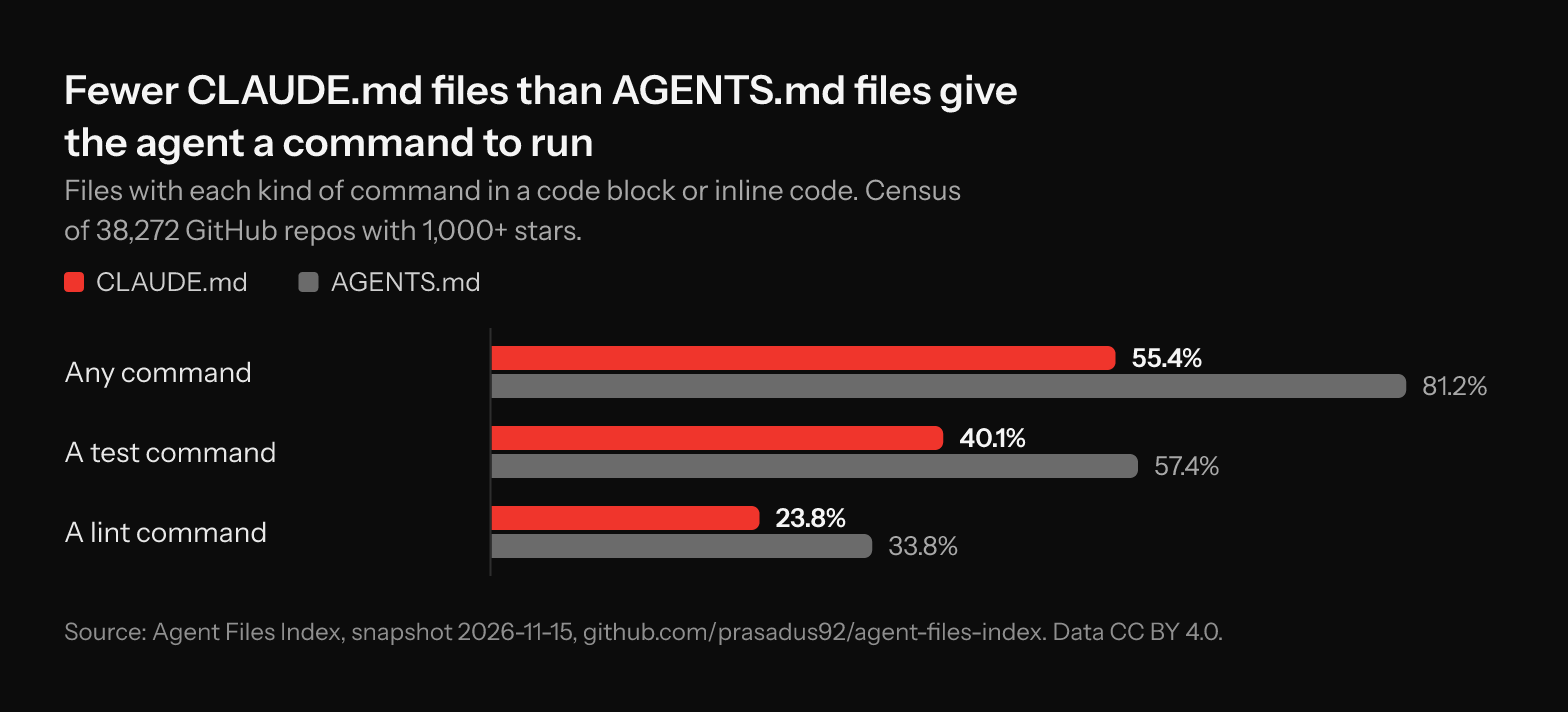 Fewer CLAUDE.md files than AGENTS.md files give
the agent a command to run
Files with each kind of command in a code block or inline code. Census
of 38,272 GitHub repos with 1,000+ stars.
CLAUDE.md AGENTS.md
Any command
55.4%
81.2%
A test command
40.1%
57.4%
A lint command
23.8%
33.8%
Source: Agent Files Index, snapshot 2026-11-15, github.com/prasadus92/agent-files-index. Data CC BY 4.0.